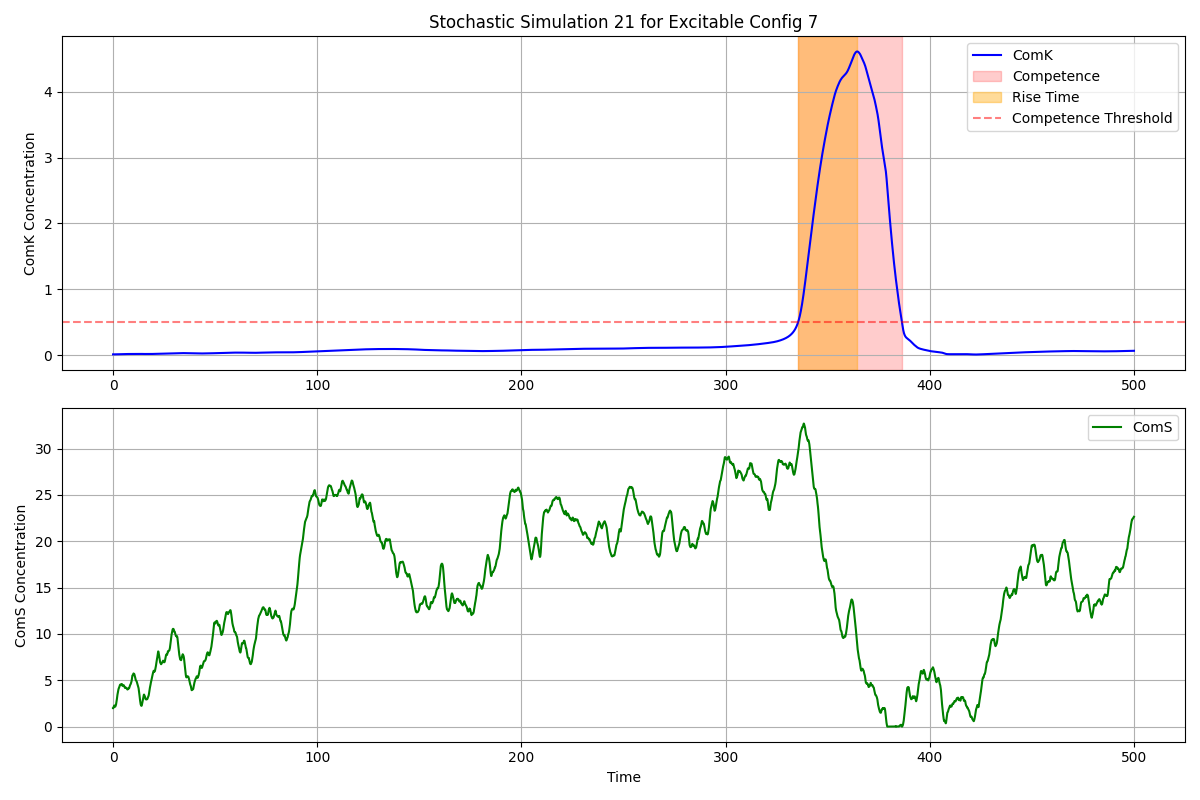 Stochastic Simulation 21 for Excitable Config 7
ComK Concentration
4
3
2
1
0
ComK
Competence
Rise Time
Competence Threshold
0 100 200 300 400 500
ComS Concentration
30
25
20
15
10
5
0
ComS
0 100 200 300 400 500
Time